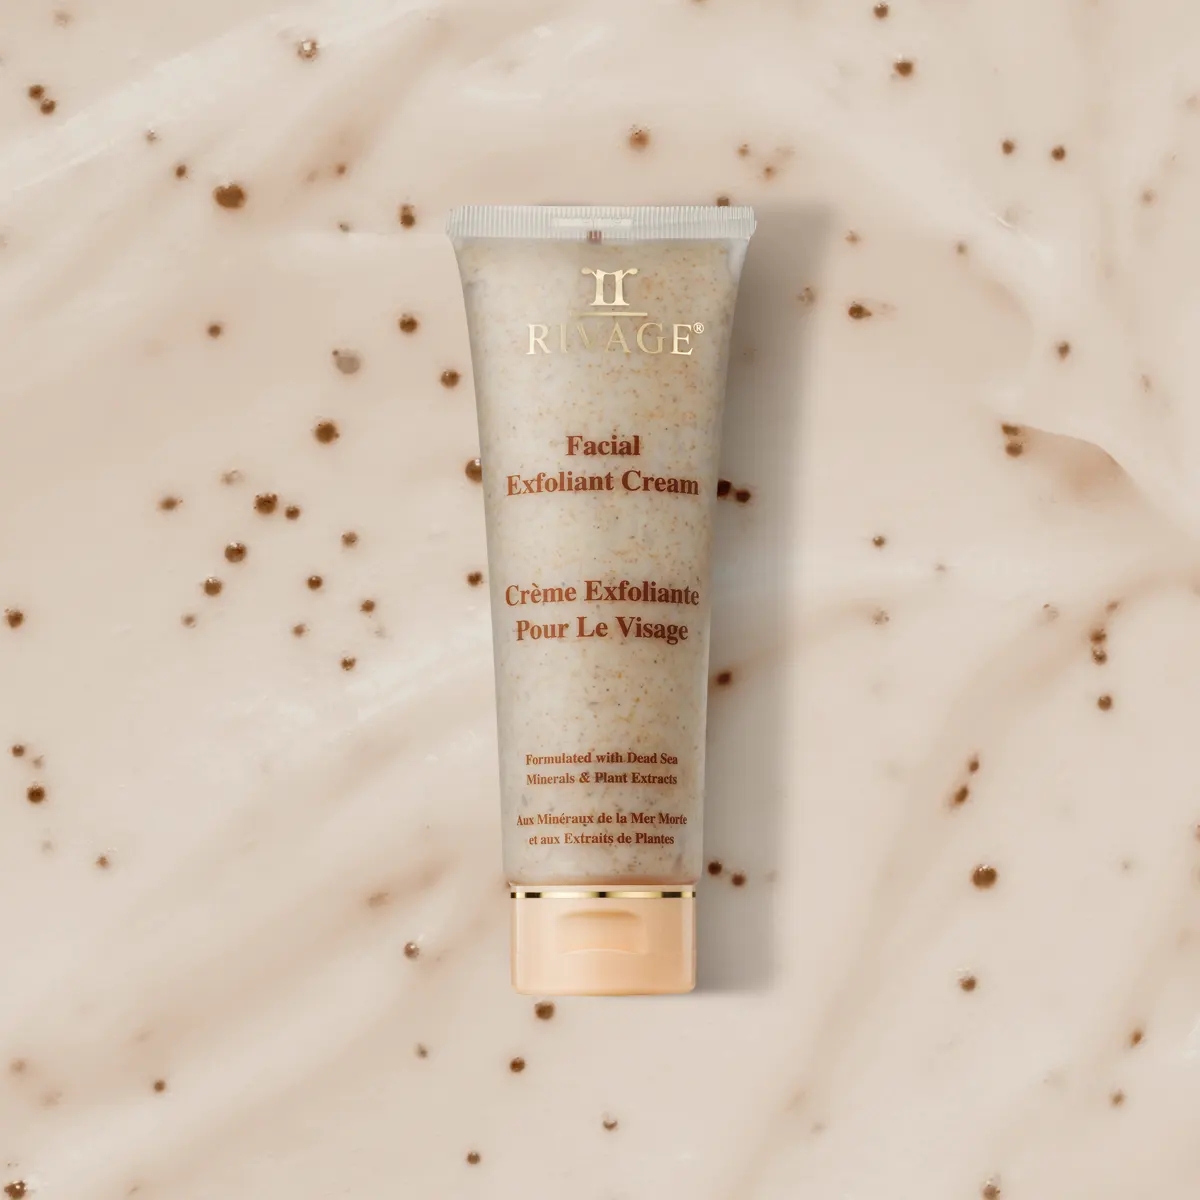 RIVAGE®
Facial
Exfoliant Cream
Crème Exfoliante
Pour Le Visage
Formulated with Dead Sea
Minerals & Plant Extracts
Aux Minéraux de la Mer Morte
et aux Extraits de Plantes